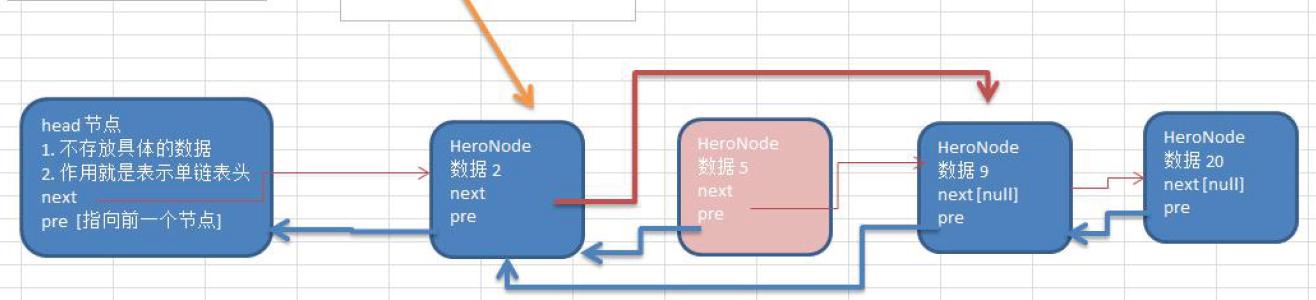 head 节点
1. 不存放具体的数据
2. 作用就是表示单链表头
next
pre [指向前一个节点]
HeroNode
数据 2
next
pre
HeroNode
数据 5
next
pre
HeroNode
数据 9
next [null]
pre
HeroNode
数据 20
next [null]
pre